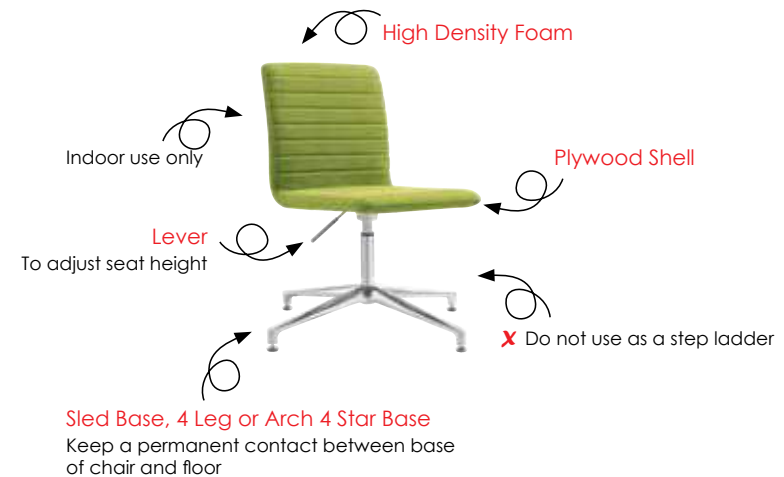 High Density Foam
Indoor use only
Plywood Shell
Lever
To adjust seat height
✗ Do not use as a step ladder
Sled Base, 4 Leg or Arch 4 Star Base
Keep a permanent contact between base
of chair and floor